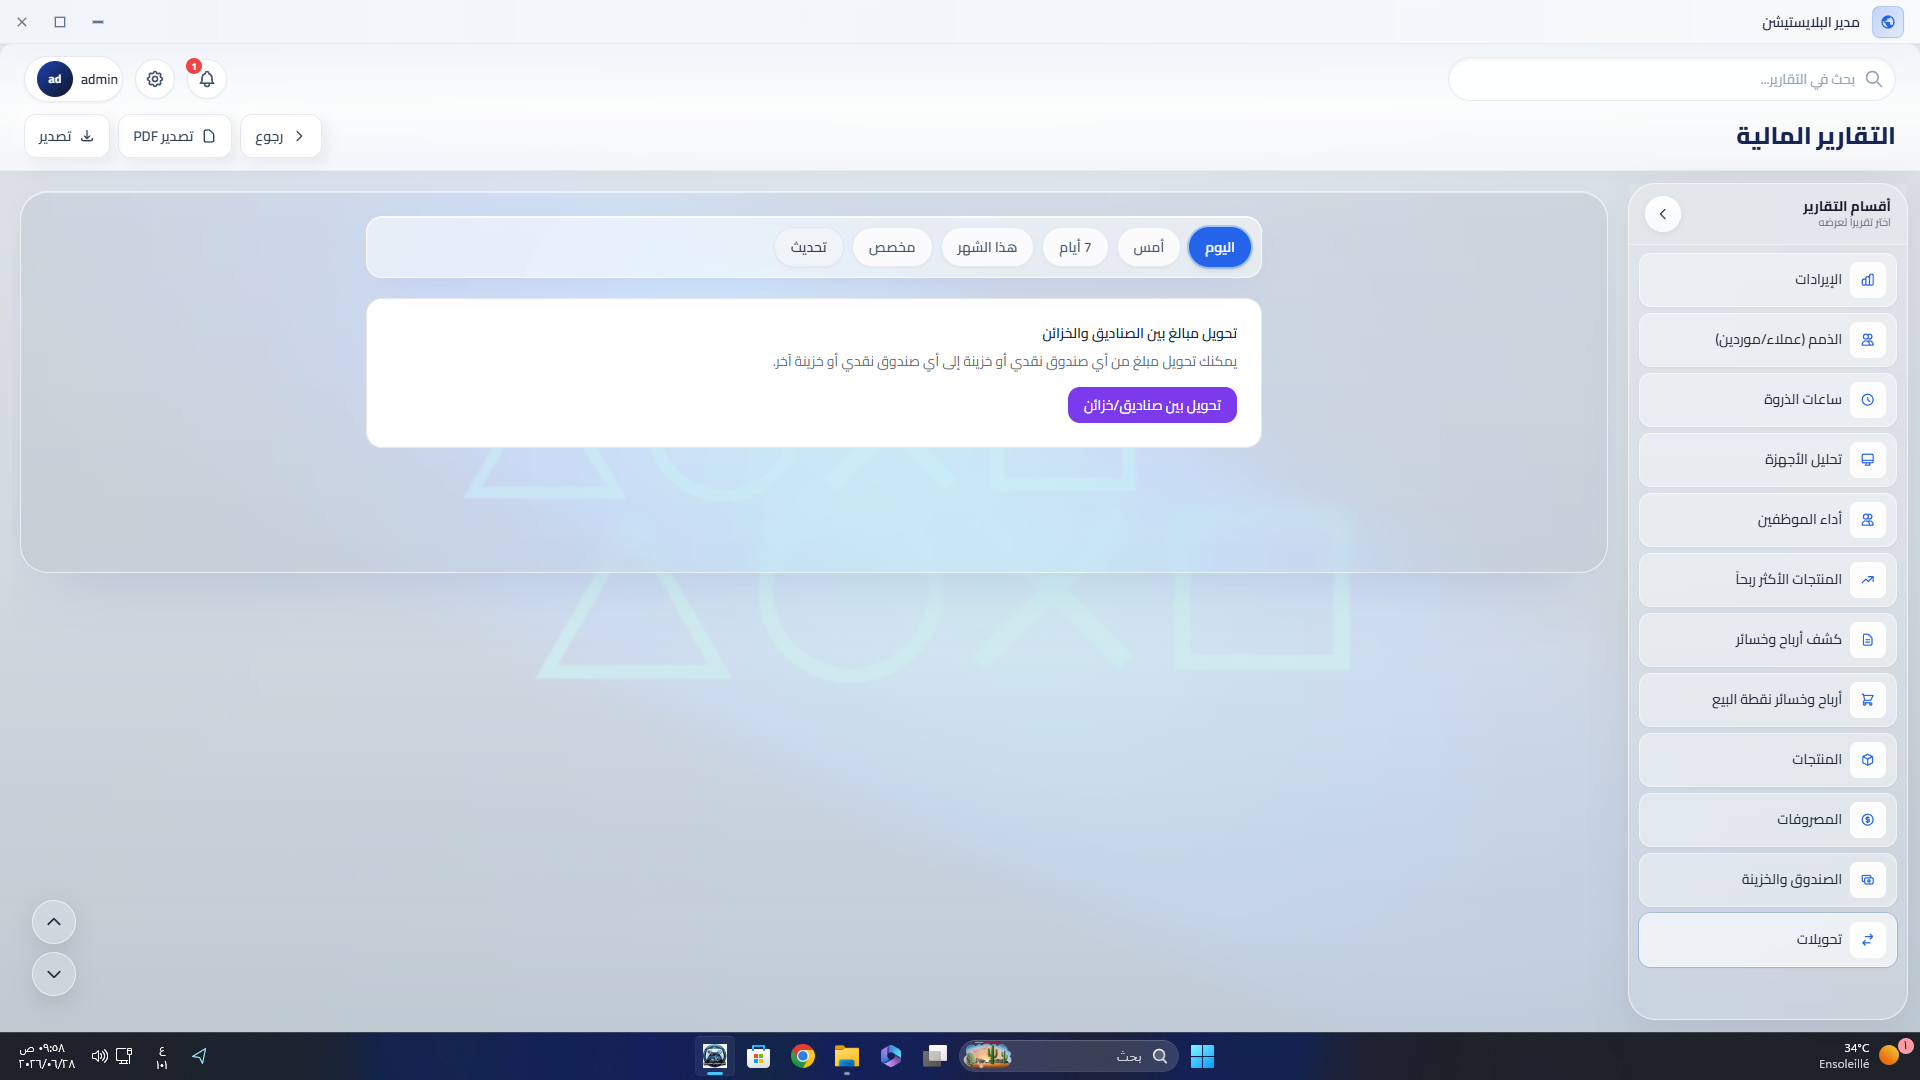 مدير البلايستيشن
بحث في التقارير...
1
admin
ad
التقارير المالية
رجوع
تصدير PDF
تصدير
أقسام التقارير
اختر تقريرا لعرضه
الإيرادات
الذمم (عملاء/موردين)
ساعات الذروة
تحليل الأجهزة
أداء الموظفين
المنتجات الأكثر ربحاً
كشف أرباح وخسائر
أرباح وخسائر نقطة البيع
المنتجات
المصروفات
الصندوق والخزينة
تحويلات
اليوم
أمس
7 أيام
هذا الشهر
مخصص
تحديث
تحويل مبالغ بين الصناديق والخزائن
يمكنك تحويل مبلغ من أي صندوق نقدي أو خزينة إلى أي صندوق نقدي أو خزينة آخر.
تحويل بين صناديق/خزائن
١
34°C
Ensoleillé
بحث
ع
١٠١
٠٩:٥٨ ص
٢٠٢٦/٠٦/٢٨